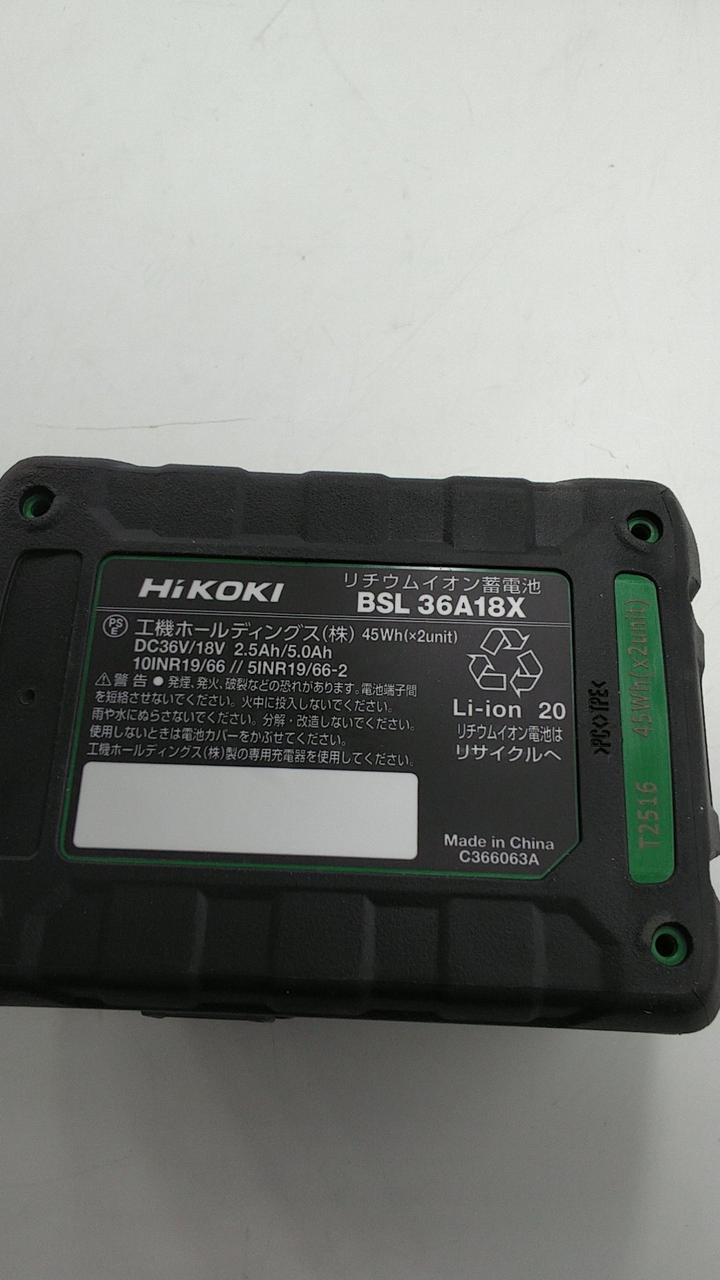 HiKOKI
リチウムイオン蓄電池
BSL 36A18X
PS
E
工機ホールディングス(株) 45Wh(×2unit)
DC36V/18V 2.5Ah/5.0Ah
10INR19/66 // 5INR19/66-2
⚠警告 ● 発煙、発火、破裂などの恐れがあります。電池端子間
を短絡させないでください。火中に投入しないでください。
雨や水にぬらさないでください。分解・改造しないでください。
使用しないときは電池カバーをかぶせてください。
工機ホールディングス(株)製の専用充電器を使用してください。
Li-ion 20
リチウムイオン電池は
リサイクルへ
Made in China
C366063A
>PC<>TPE<
T2516 45Wh(×2unit)